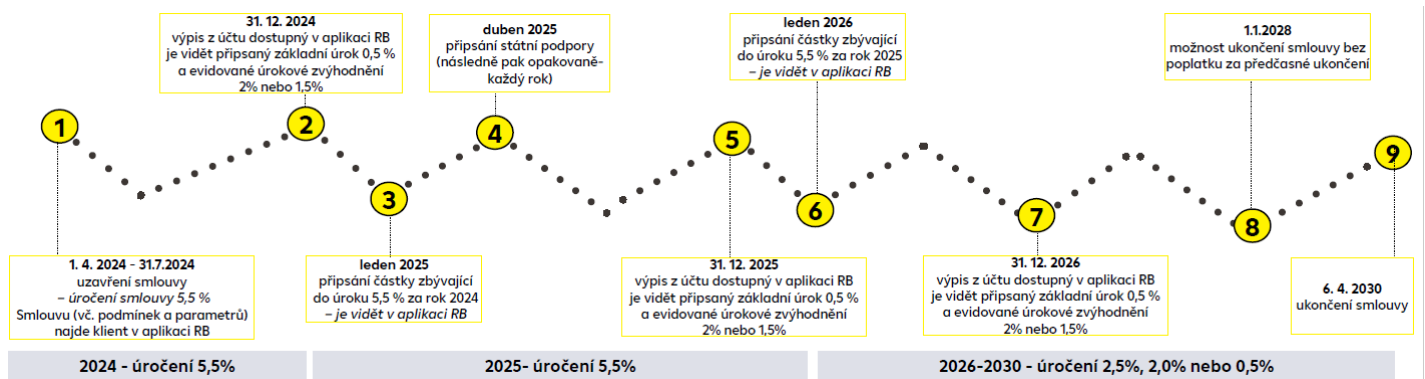 31. 12. 2024
výpis z účtu dostupný v aplikaci RB
je vidět připsaný základní úrok 0,5 %
a evidované úrokové zvýhodnění
2% nebo 1,5%
duben 2025
připsání státní podpory
(následně pak opakovaně-
každý rok)
leden 2026
připsání částky zbývající
do úroku 5,5 % za rok 2025
– je vidět v aplikaci RB
1.1.2028
možnost ukončení smlouvy bez
poplatku za předčasné ukončení
1
2
3
4
5
6
7
8
9
1. 4. 2024 - 31.7.2024
uzavření smlouvy
– úročení smlouvy 5,5 %
Smlouvu (vč. podmínek a parametrů)
najde klient v aplikaci RB
leden 2025
připsání částky zbývající
do úroku 5,5 % za rok 2024
– je vidět v aplikaci RB
31. 12. 2025
výpis z účtu dostupný v aplikaci RB
je vidět připsaný základní úrok 0,5 %
a evidované úrokové zvýhodnění
2% nebo 1,5%
31. 12. 2026
výpis z účtu dostupný v aplikaci RB
je vidět připsaný základní úrok 0,5 %
a evidované úrokové zvýhodnění
2% nebo 1,5%
6. 4. 2030
ukončení smlouvy
2024 - úročení 5,5%
2025- úročení 5,5%
2026-2030 - úročení 2,5%, 2,0% nebo 0,5%